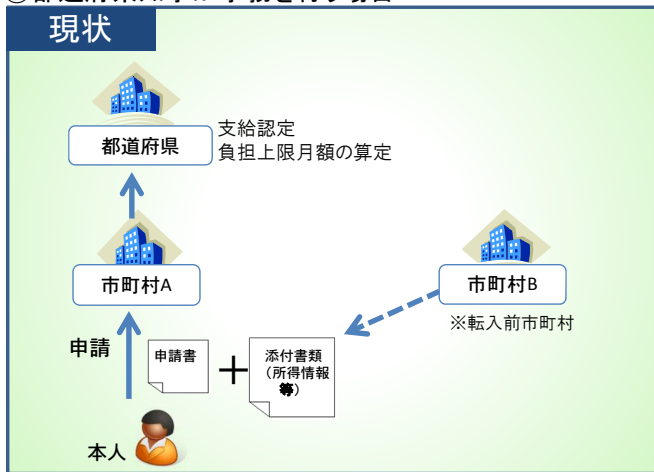 現状
都道府県
支給認定
負担上限月額の算定
市町村A
市町村B
※転入前市町村
申請
申請書
＋
添付書類
（所得情報
等）
本人